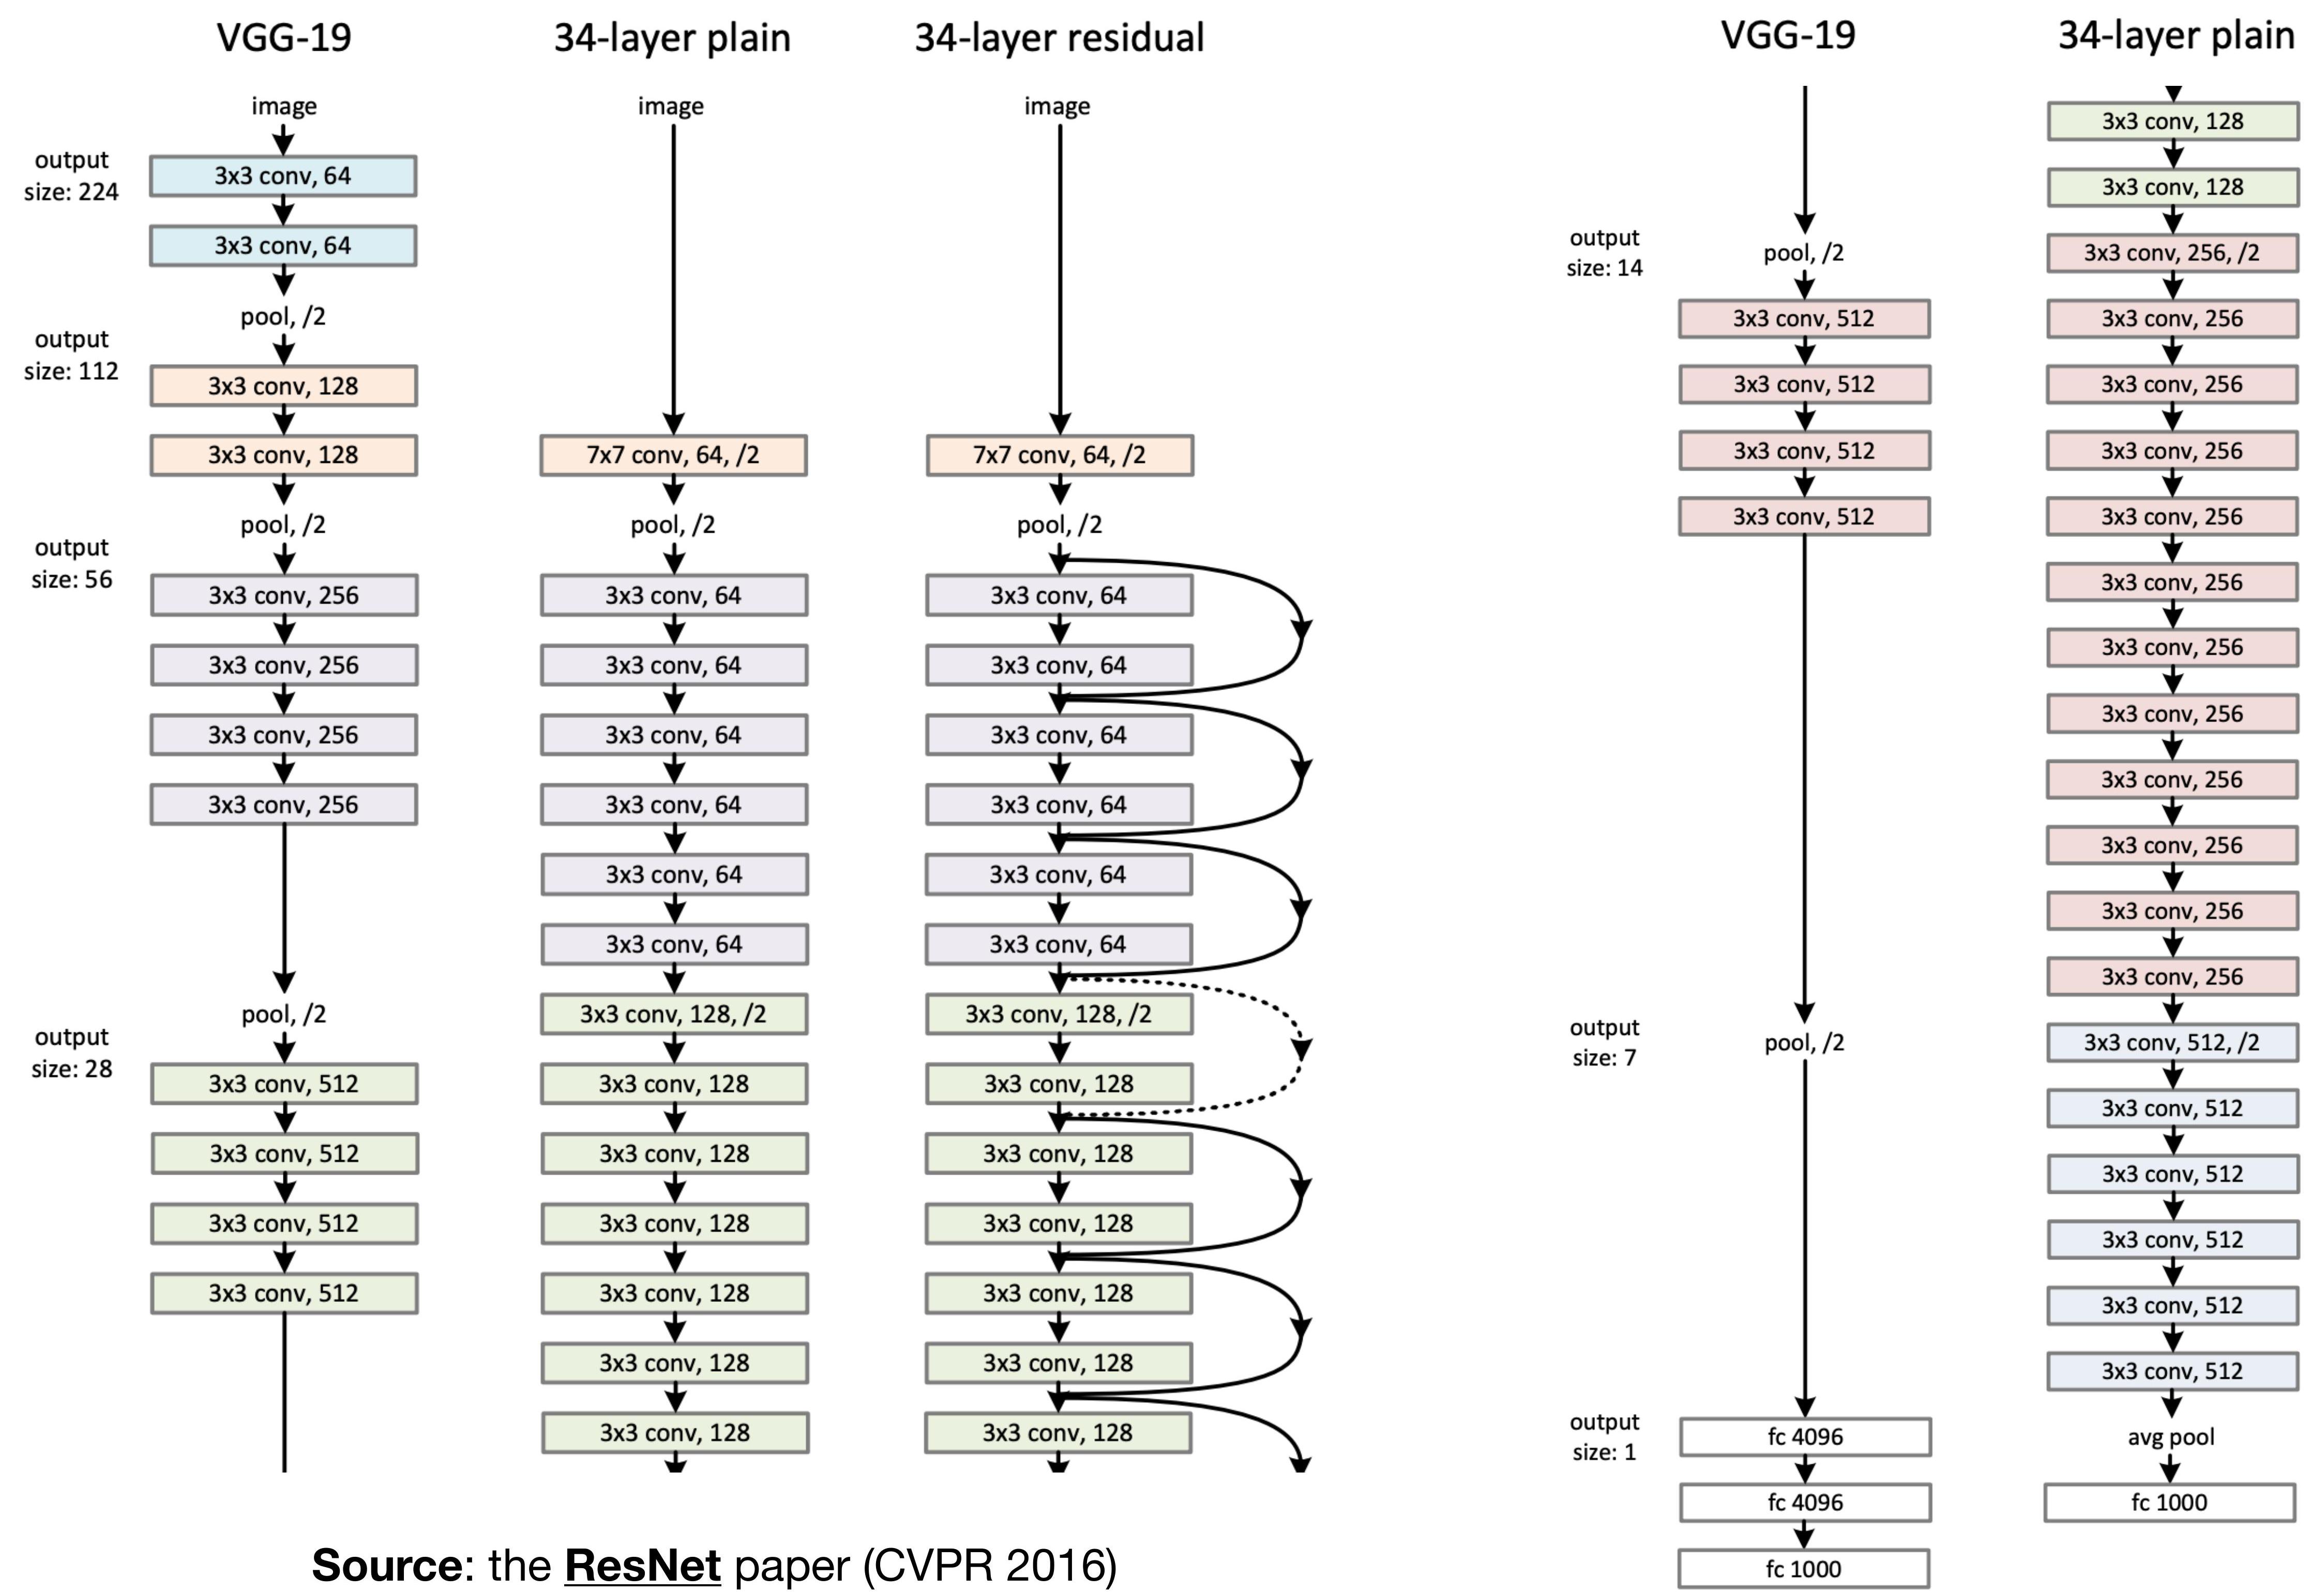 VGG-19
image
output
size: 224
3x3 conv, 64
3x3 conv, 64
pool, /2
output
size: 112
3x3 conv, 128
3x3 conv, 128
pool, /2
output
size: 56
3x3 conv, 256
3x3 conv, 256
3x3 conv, 256
3x3 conv, 256
pool, /2
output
size: 28
3x3 conv, 512
3x3 conv, 512
3x3 conv, 512
3x3 conv, 512
34-layer plain
image
7x7 conv, 64, /2
pool, /2
3x3 conv, 64
3x3 conv, 64
3x3 conv, 64
3x3 conv, 64
3x3 conv, 64
3x3 conv, 64
3x3 conv, 128, /2
3x3 conv, 128
3x3 conv, 128
3x3 conv, 128
3x3 conv, 128
3x3 conv, 128
3x3 conv, 128
34-layer residual
image
7x7 conv, 64, /2
pool, /2
3x3 conv, 64
3x3 conv, 64
3x3 conv, 64
3x3 conv, 64
3x3 conv, 64
3x3 conv, 64
3x3 conv, 128, /2
3x3 conv, 128
3x3 conv, 128
3x3 conv, 128
3x3 conv, 128
3x3 conv, 128
3x3 conv, 128
Source: the ResNet paper (CVPR 2016)
VGG-19
output
size: 14
pool, /2
3x3 conv, 512
3x3 conv, 512
3x3 conv, 512
3x3 conv, 512
output
size: 7
pool, /2
output
size: 1
fc 4096
fc 4096
fc 1000
34-layer plain
3x3 conv, 128
3x3 conv, 128
3x3 conv, 256, /2
3x3 conv, 256
3x3 conv, 256
3x3 conv, 256
3x3 conv, 256
3x3 conv, 256
3x3 conv, 256
3x3 conv, 256
3x3 conv, 256
3x3 conv, 256
3x3 conv, 256
3x3 conv, 256
3x3 conv, 512, /2
3x3 conv, 512
3x3 conv, 512
3x3 conv, 512
3x3 conv, 512
3x3 conv, 512
avg pool
fc 1000